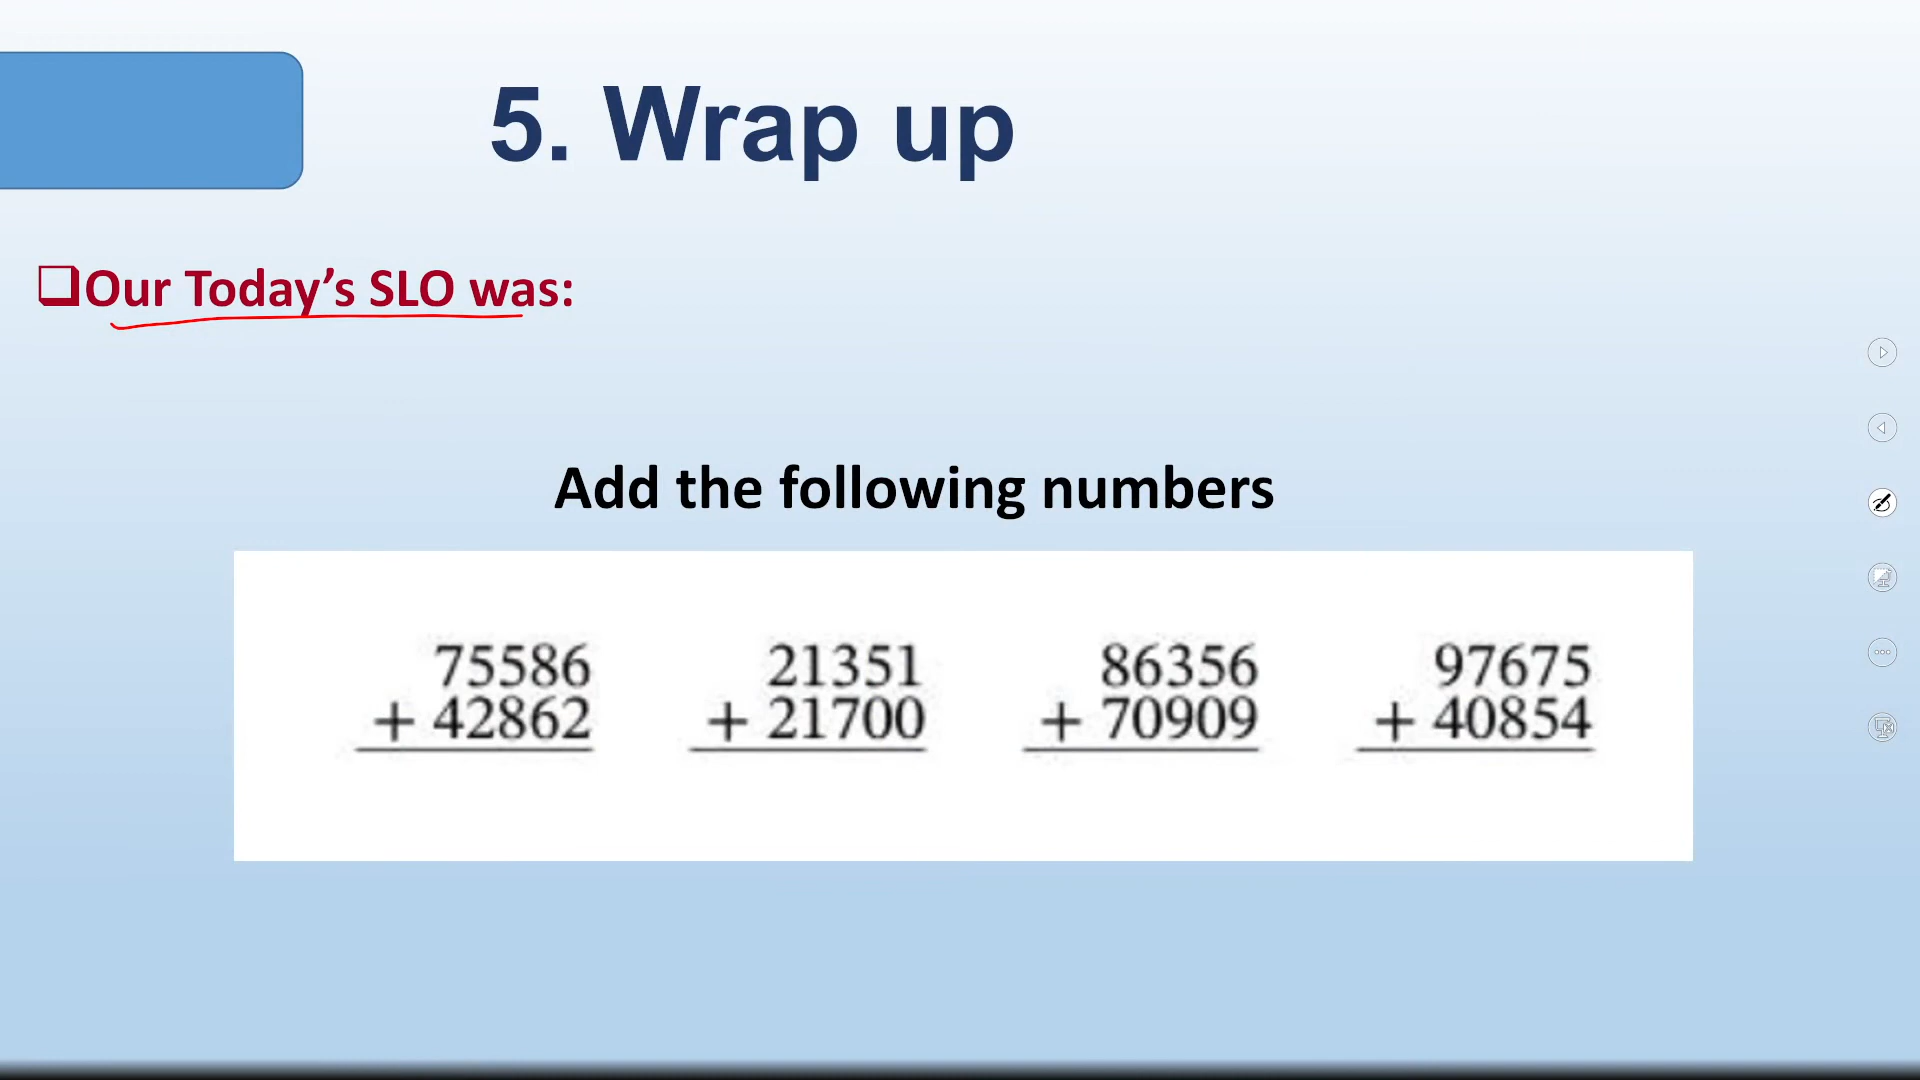 5. Wrap up
❑Our Today’s SLO was:
Add the following numbers
75586 21351 86356 97675
+ 42862 + 21700 + 70909 + 40854